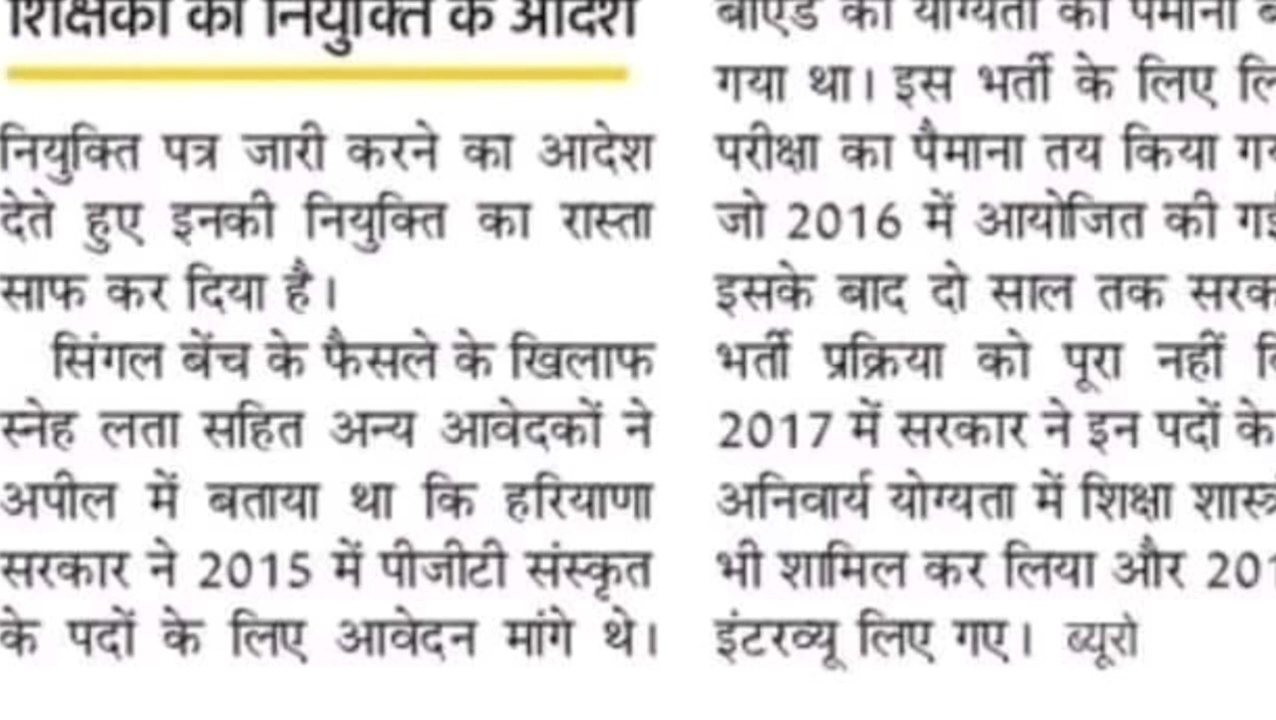 शिक्षकों की नियुक्ति के आदेश
नियुक्ति पत्र जारी करने का आदेश
देते हुए इनकी नियुक्ति का रास्ता
साफ कर दिया है।
सिंगल बेंच के फैसले के खिलाफ
स्नेह लता सहित अन्य आवेदकों ने
अपील में बताया था कि हरियाणा
सरकार ने 2015 में पीजीटी संस्कृत
के पदों के लिए आवेदन मांगे थे।
बीएड की योग्यता का पैमाना
गया था। इस भर्ती के लिए
परीक्षा का पैमाना तय किया
जो 2016 में आयोजित की
इसके बाद दो साल तक
भर्ती प्रक्रिया को पूरा नहीं
2017 में सरकार ने इन पदों के
अनिवार्य योग्यता में शिक्षा
भी शामिल कर लिया और
इंटरव्यू लिए गए। ब्यूरो